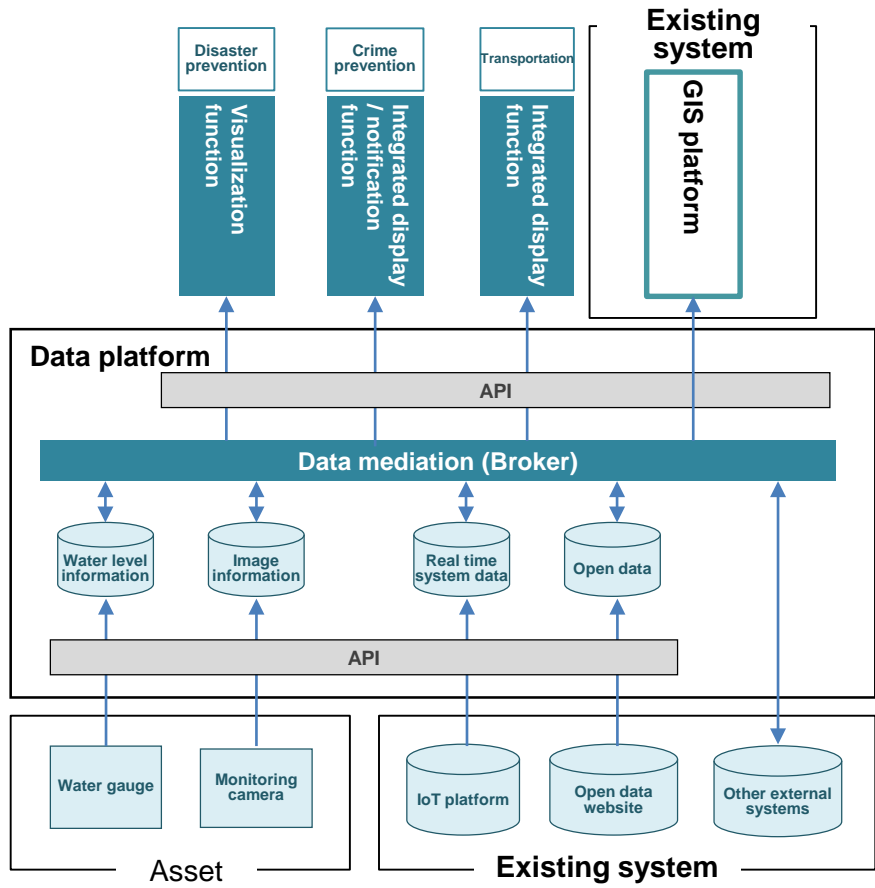 Existing
system
Disaster
prevention
Crime
prevention
Transportation
Visualization
function
Integrated display
/ notification
function
Integrated display
function
GIS platform
Data platform
API
Data mediation (Broker)
Water level
information
Image
information
Real time
system data
Open data
API
Water gauge
Monitoring
camera
IoT platform
Open data
website
Other external
systems
Asset
Existing system